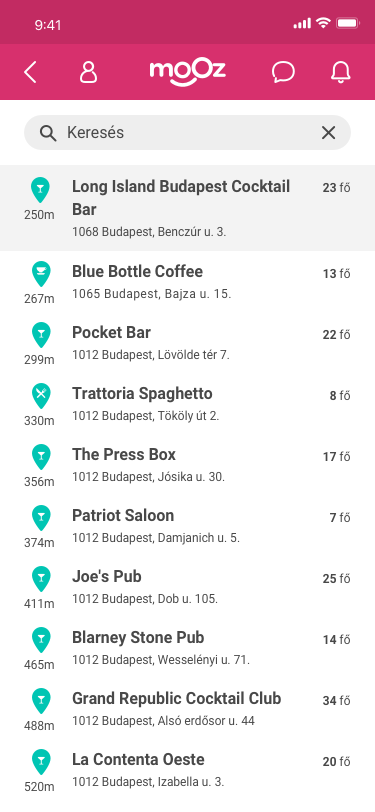 9:41
mooz
Keresés
Long Island Budapest Cocktail
Bar
23 fő
250m
1068 Budapest, Benczúr u. 3.
Blue Bottle Coffee
13 fő
267m
1065 Budapest, Bajza u. 15.
Pocket Bar
22 fő
299m
1012 Budapest, Lövölde tér 7.
Trattoria Spaghetto
8 fő
330m
1012 Budapest, Tököly út 2.
The Press Box
17 fő
356m
1012 Budapest, Jósika u. 30.
Patriot Saloon
7 fő
374m
1012 Budapest, Damjanich u. 5.
Joe's Pub
25 fő
411m
1012 Budapest, Dob u. 105.
Blarney Stone Pub
14 fő
465m
1012 Budapest, Wesselényi u. 71.
Grand Republic Cocktail Club
34 fő
488m
1012 Budapest, Alsó erdősor u. 44
La Contenta Oeste
20 fő
520m
1012 Budapest, Izabella u. 3.